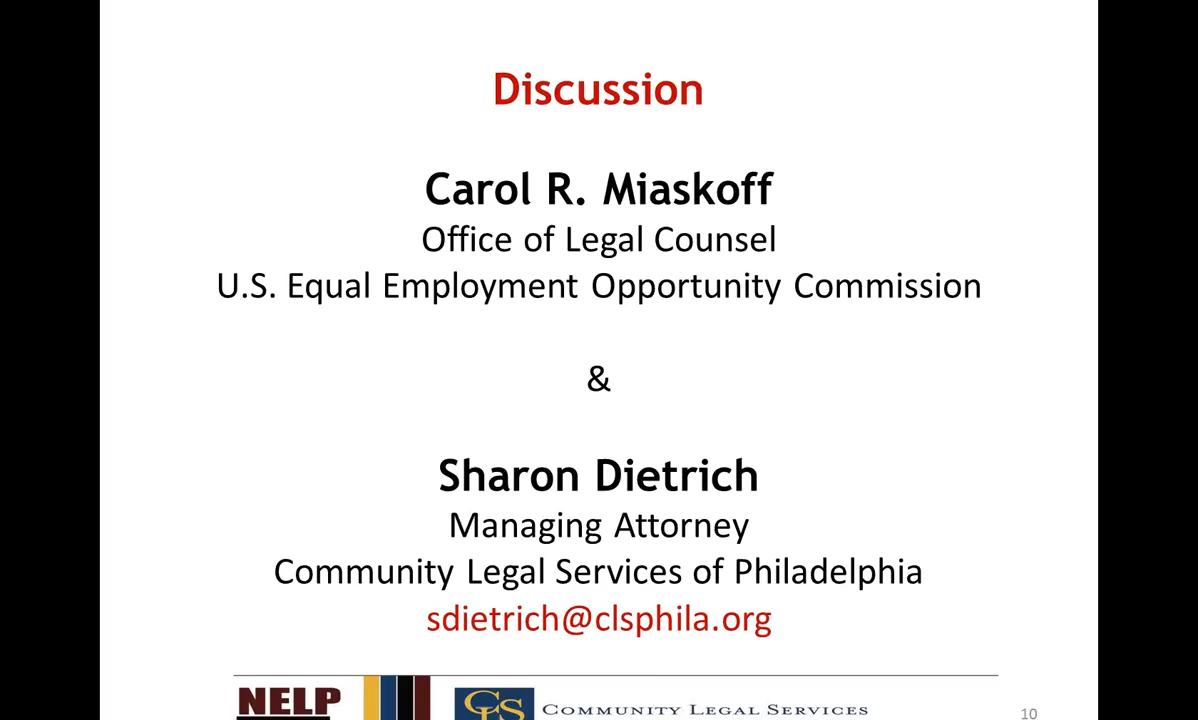 Discussion
Carol R. Miaskoff
Office of Legal Counsel
U.S. Equal Employment Opportunity Commission
&
Sharon Dietrich
Managing Attorney
Community Legal Services of Philadelphia
sdietrich@clsphila.org
NELP
CLS COMMUNITY LEGAL SERVICES
10